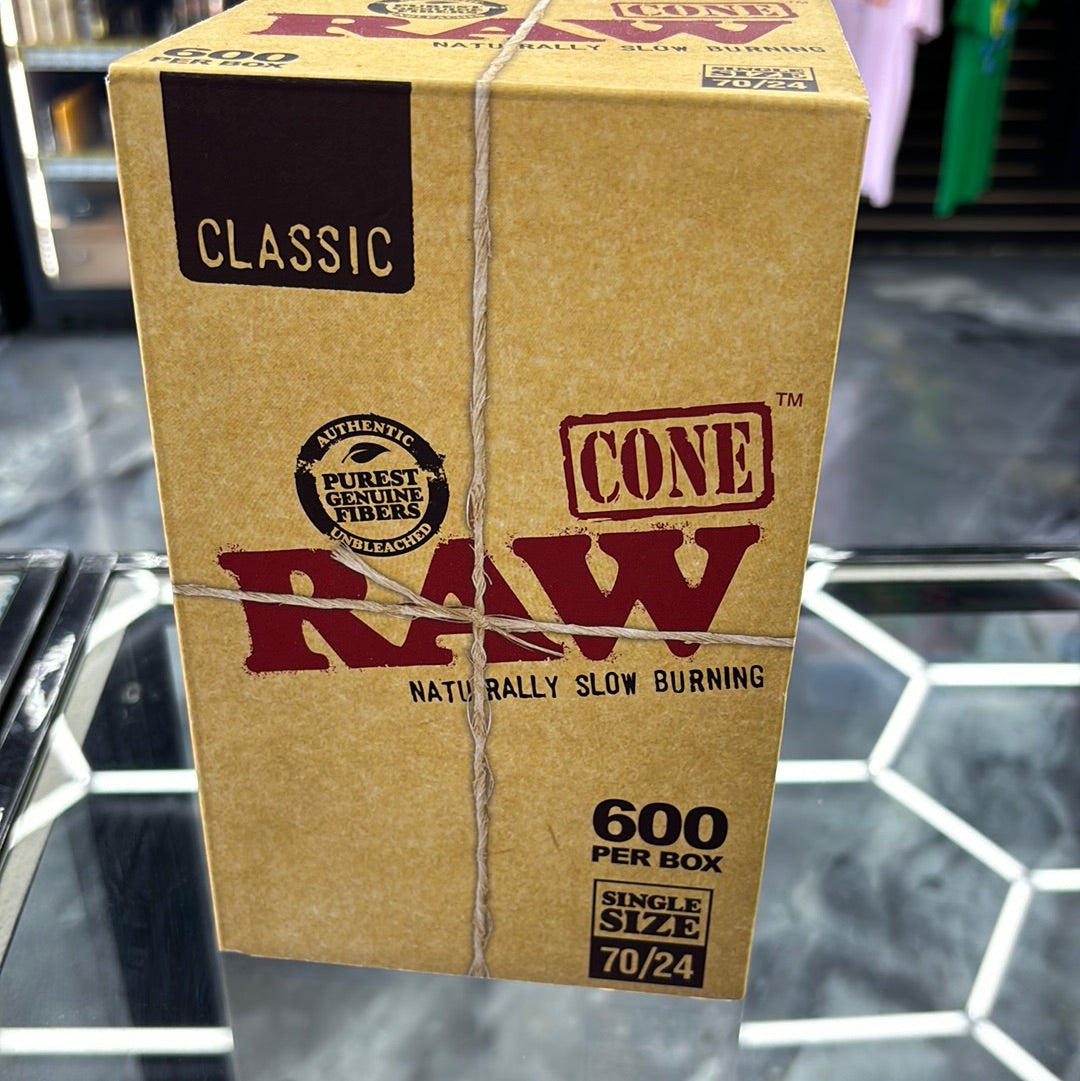 CONE
RAW
NATURALLY SLOW BURNING
600
PER BOX
SINGLE
SIZE
70/24
CLASSIC
AUTHENTIC
PUREST
GENUINE
FIBERS
UNBLEACHED
CONE
TM
RAW
NATURALLY SLOW BURNING
600
PER BOX
SINGLE
SIZE
70/24